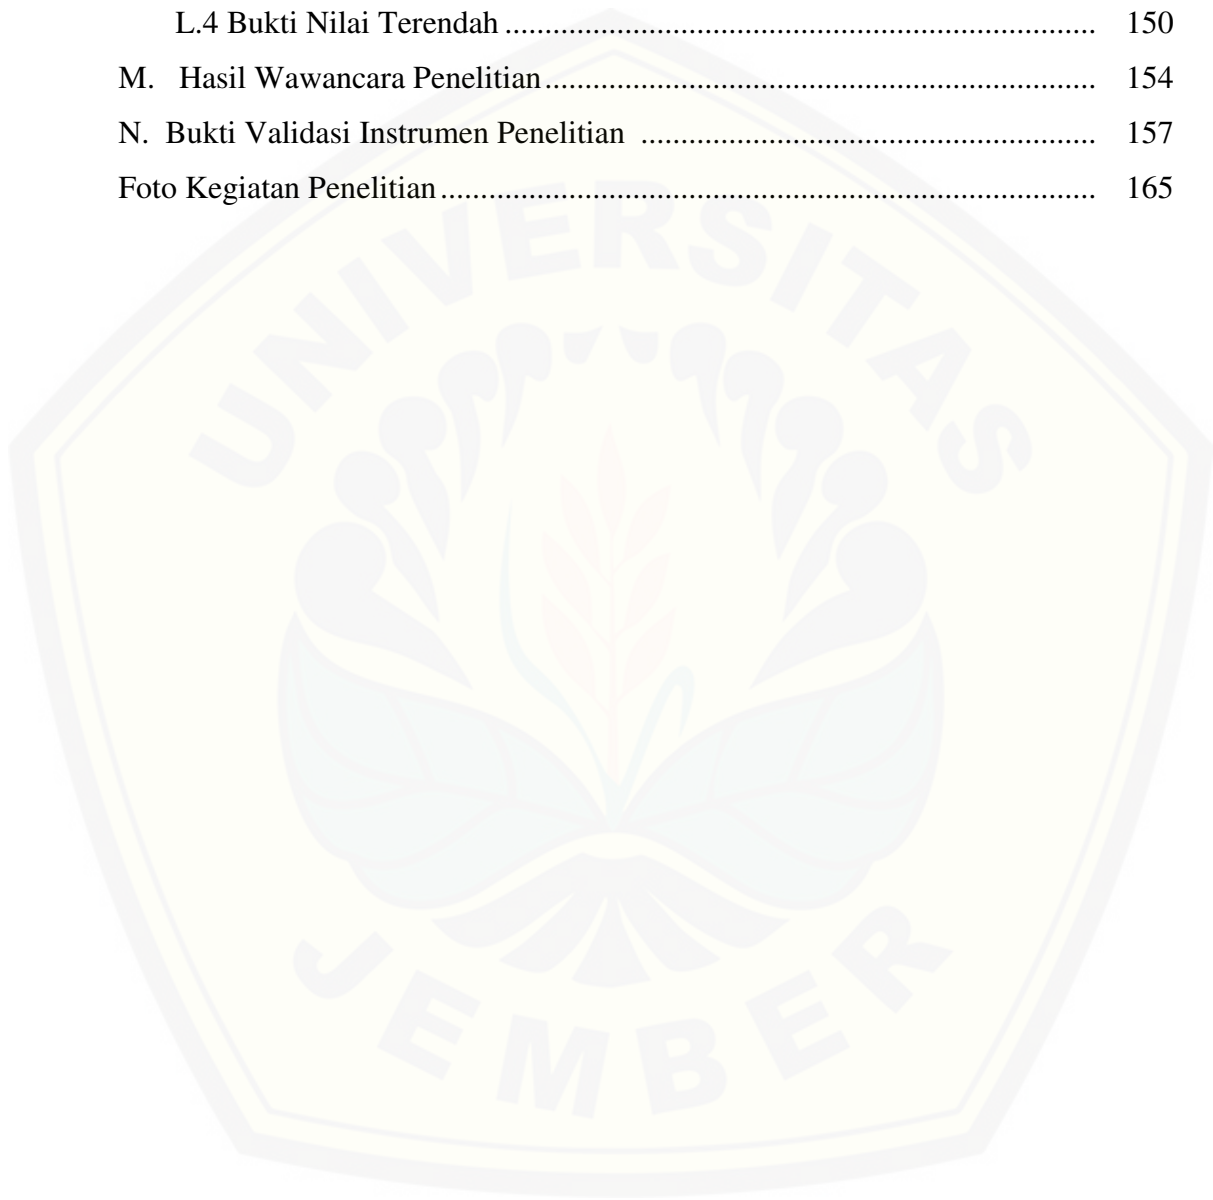 L.4 Bukti Nilai Terendah .......................................................................... 150
M. Hasil Wawancara Penelitian ..................................................................... 154
N. Bukti Validasi Instrumen Penelitian ......................................................... 157
Foto Kegiatan Penelitian .................................................................................. 165
UNIVERSITAS
JEMBER